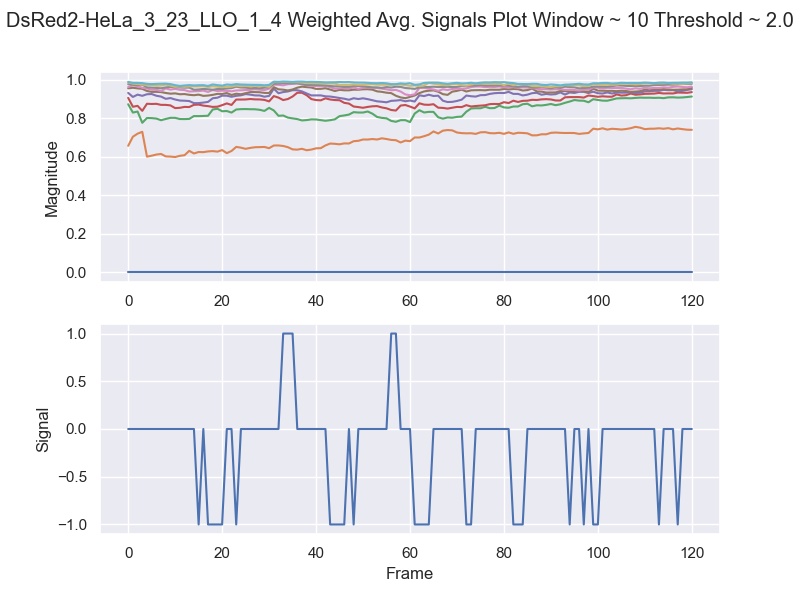 DsRed2-HeLa_3_23_LLO_1_4 Weighted Avg. Signals Plot Window ~ 10 Threshold ~ 2.0
1.0
0.8
0.6
0.4
0.2
0.0
Magnitude
0 20 40 60 80 100 120
1.0
0.5
0.0
−0.5
−1.0
Signal
0 20 40 60 80 100 120
Frame